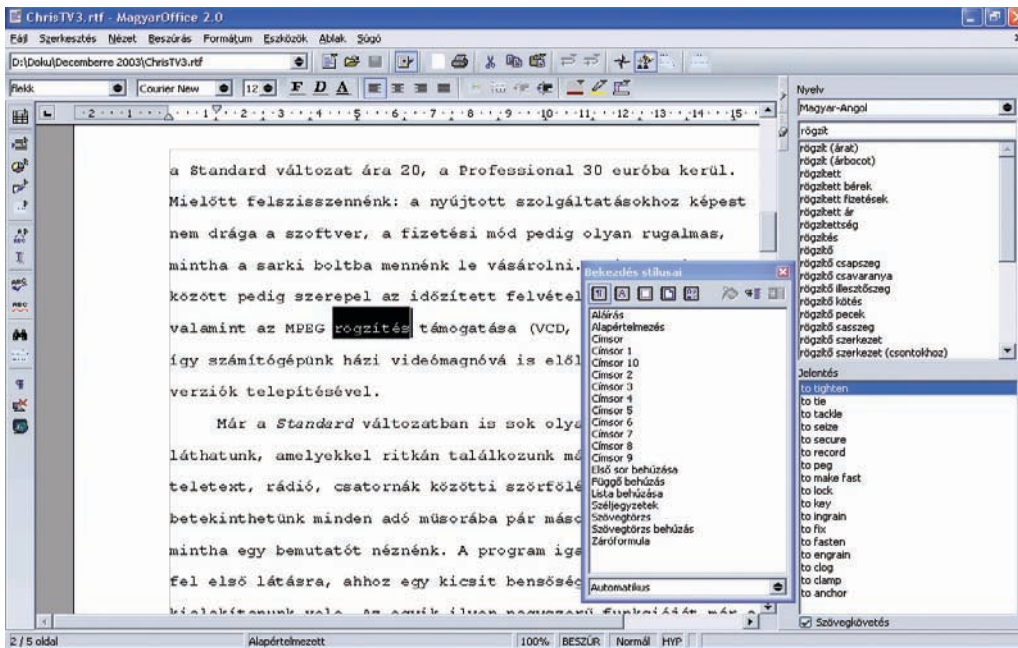 ChrisTV3.rtf - MagyarOffice 2.0
Fájl Szerkesztés Nézet Beszúrás Formátum Eszközök Ablak Súgó
D:\Doku\Decemberre 2003\ChrisTV3.rtf
Flekk Courier New 12 F D A
a Standard változat ára 20, a Professional 30 euróba kerül.
Mielőtt felszisszennénk: a nyújtott szolgáltatásokhoz képest
nem drága a szoftver, a fizetési mód pedig olyan rugalmas,
mintha a sarki boltba mennénk le vásárolni.
között pedig szerepel az időzített felvétel
valamint az MPEG rögzítés támogatása (VCD,
így számítógépünk házi videómagnóvá is
verziók telepítésével.
Már a Standard változatban is sok
láthatunk, amelyekkel ritkán találkozunk
teletext, rádió, csatornák közötti
betekinthetünk minden adó műsorába pár
mintha egy bemutatót néznénk. A program
fel első látásra, ahhoz egy kicsit
Bekezdés stílusai
Aláírás
Alapértelmezés
Címsor
Címsor 1
Címsor 10
Címsor 2
Címsor 3
Címsor 4
Címsor 5
Címsor 6
Címsor 7
Címsor 8
Címsor 9
Első sor behúzása
Függő behúzás
Lista behúzása
Széljegyzetek
Szövegtörzs
Szövegtörzs behúzás
Záróformula
Automatikus
Nyelv
Magyar-Angol
rögzít
rögzít (árat)
rögzít (árbocot)
rögzített
rögzített bérek
rögzített fizetések
rögzített ár
rögzítettség
rögzítés
rögzítő
rögzítő csapszeg
rögzítő csavaranya
rögzítő illesztőszeg
rögzítő kötés
rögzítő pecek
rögzítő sasszeg
rögzítő szerkezet
rögzítő szerkezet (csontokhoz)
Jelentés
to tighten
to tie
to tackle
to seize
to secure
to record
to peg
to make fast
to lock
to key
to ingrain
to fix
to fasten
to engrain
to clog
to clamp
to anchor
Szövegkövetés
2 / 5 oldal Alapértelmezett 100% BESZÚR Normál HYP